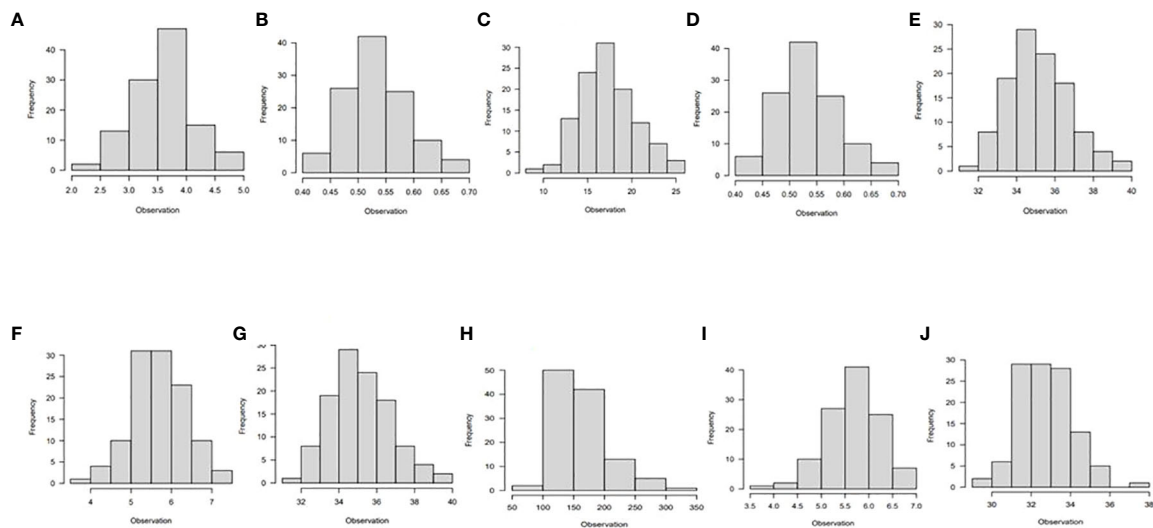 A
Frequency
0 10 20 30 40
2.0 2.5 3.0 3.5 4.0 4.5 5.0
Observation
B
Frequency
0 10 20 30 40
0.40 0.45 0.50 0.55 0.60 0.65 0.70
Observation
C
Frequency
0 5 10 15 20 25 30
10 15 20 25
Observation
D
Frequency
0 10 20 30 40
0.40 0.45 0.50 0.55 0.60 0.65 0.70
Observation
E
Frequency
0 5 10 15 20 25 30
32 34 36 38 40
Observation
F
Frequency
0 5 10 15 20 25 30
4 5 6 7
Observation
G
Frequency
0 5 10 15 20 25 30
32 34 36 38 40
Observation
H
Frequency
0 10 20 30 40 50
50 100 150 200 250 300 350
Observation
I
Frequency
0 10 20 30 40
3.5 4.0 4.5 5.0 5.5 6.0 6.5 7.0
Observation
J
Frequency
0 5 10 15 20 25 30
30 32 34 36 38
Observation